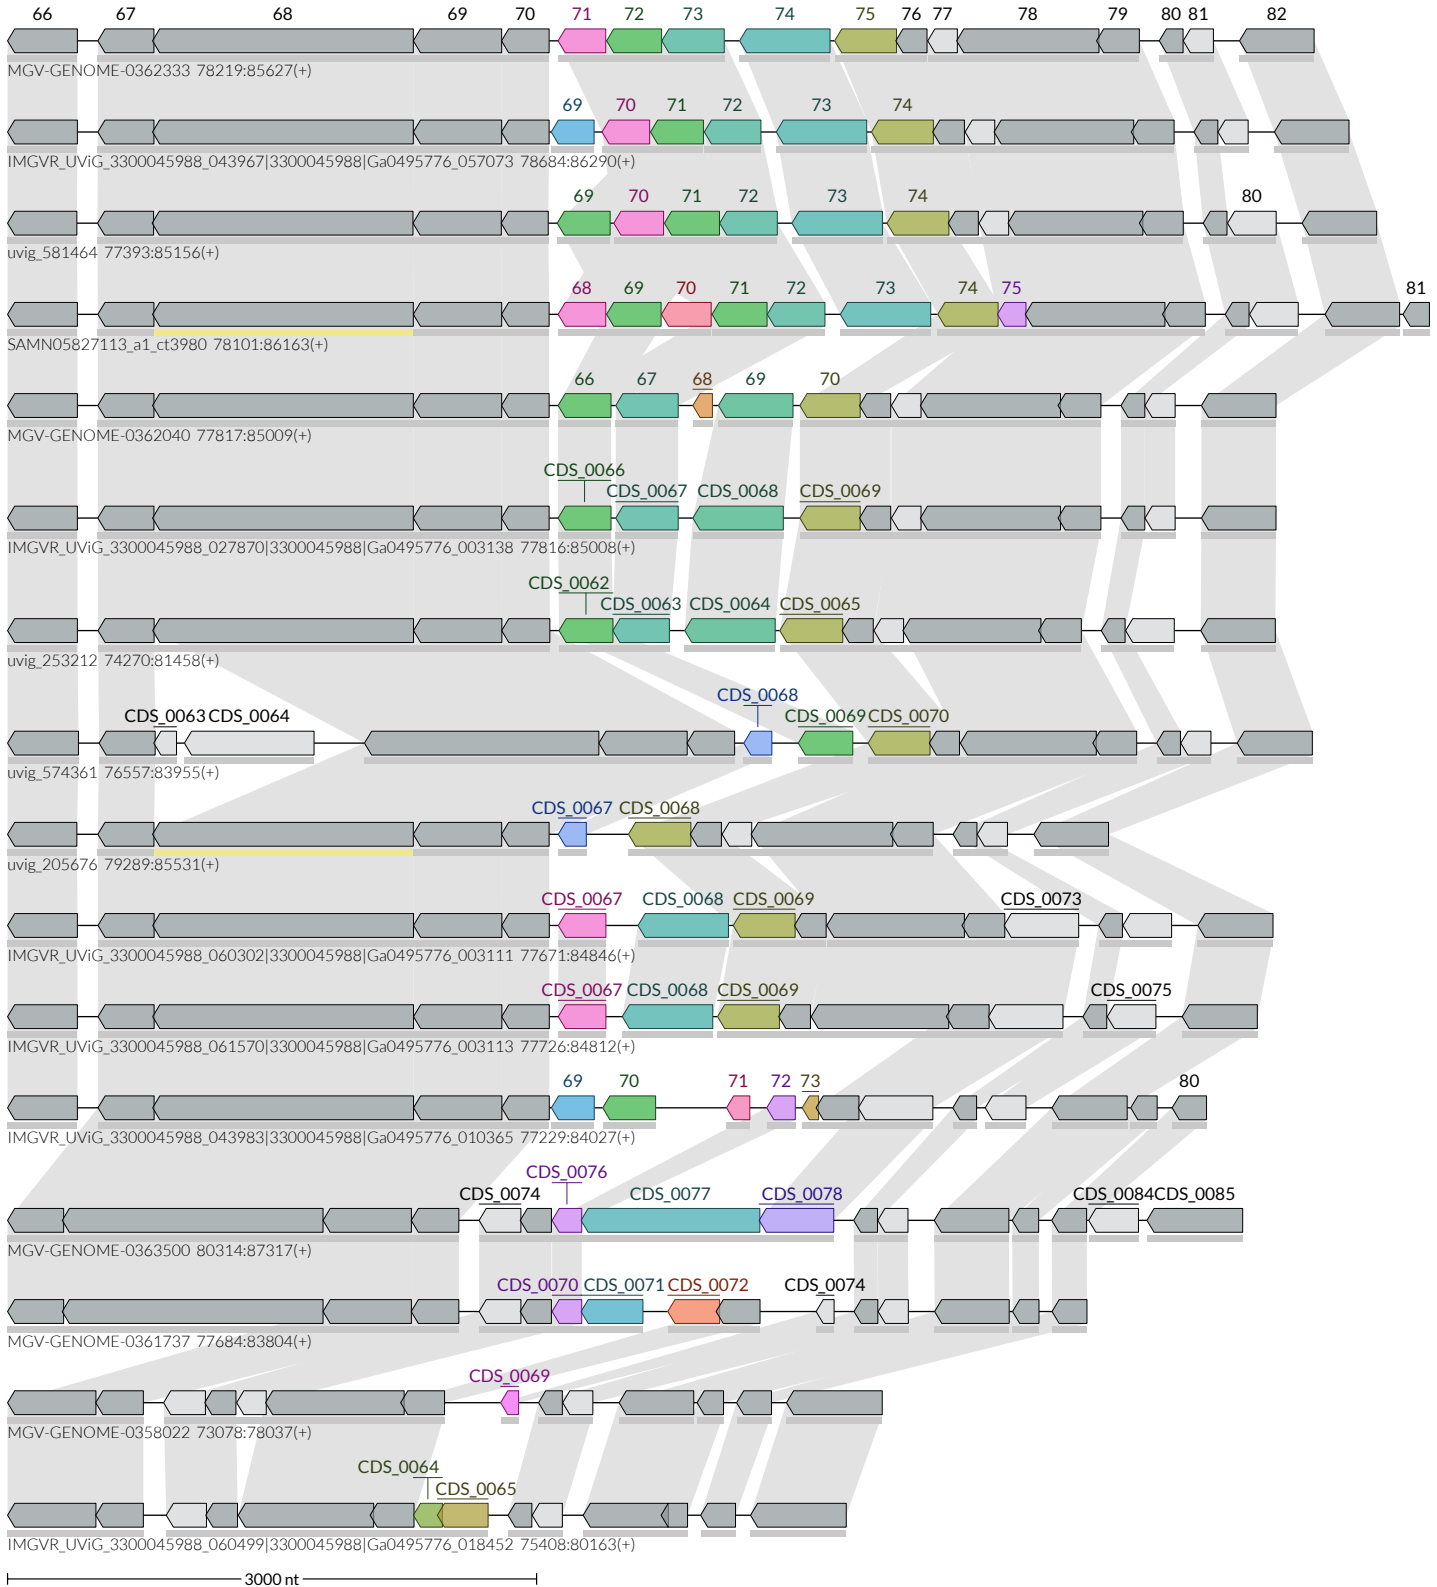 66 67 68 69 70 71 72 73 74 75 76 77 78 79 80 81 82
MGV-GENOME-0362333 78219:85627(+)
69 70 71 72 73 74
IMGVR_UViG_3300045988_043967|3300045988|Ga0495776_057073 78684:86290(+)
69 70 71 72 73 74 80
uvig_581464 77393:85156(+)
68 69 70 71 72 73 74 75 81
SAMN05827113_a1_ct3980 78101:86163(+)
66 67 68 69 70
MGV-GENOME-0362040 77817:85009(+)
CDS_0066
CDS_0067 CDS_0068 CDS_0069
IMGVR_UViG_3300045988_027870|3300045988|Ga0495776_003138 77816:85008(+)
CDS_0062
CDS_0063 CDS_0064 CDS_0065
uvig_253212 74270:81458(+)
CDS_0068
CDS_0063 CDS_0064 CDS_0069 CDS_0070
uvig_574361 76557:83955(+)
CDS_0067 CDS_0068
uvig_205676 79289:85531(+)
CDS_0067 CDS_0068 CDS_0069 CDS_0073
IMGVR_UViG_3300045988_060302|3300045988|Ga0495776_003111 77671:84846(+)
CDS_0067 CDS_0068 CDS_0069 CDS_0075
IMGVR_UViG_3300045988_061570|3300045988|Ga0495776_003113 77726:84812(+)
69 70 71 72 73 80
IMGVR_UViG_3300045988_043983|3300045988|Ga0495776_010365 77229:84027(+)
CDS_0076
CDS_0074 CDS_0077 CDS_0078 CDS_0084 CDS_0085
MGV-GENOME-0363500 80314:87317(+)
CDS_0070 CDS_0071 CDS_0072 CDS_0074
MGV-GENOME-0361737 77684:83804(+)
CDS_0069
MGV-GENOME-0358022 73078:78037(+)
CDS_0064
CDS_0065
IMGVR_UViG_3300045988_060499|3300045988|Ga0495776_018452 75408:80163(+)
3000 nt